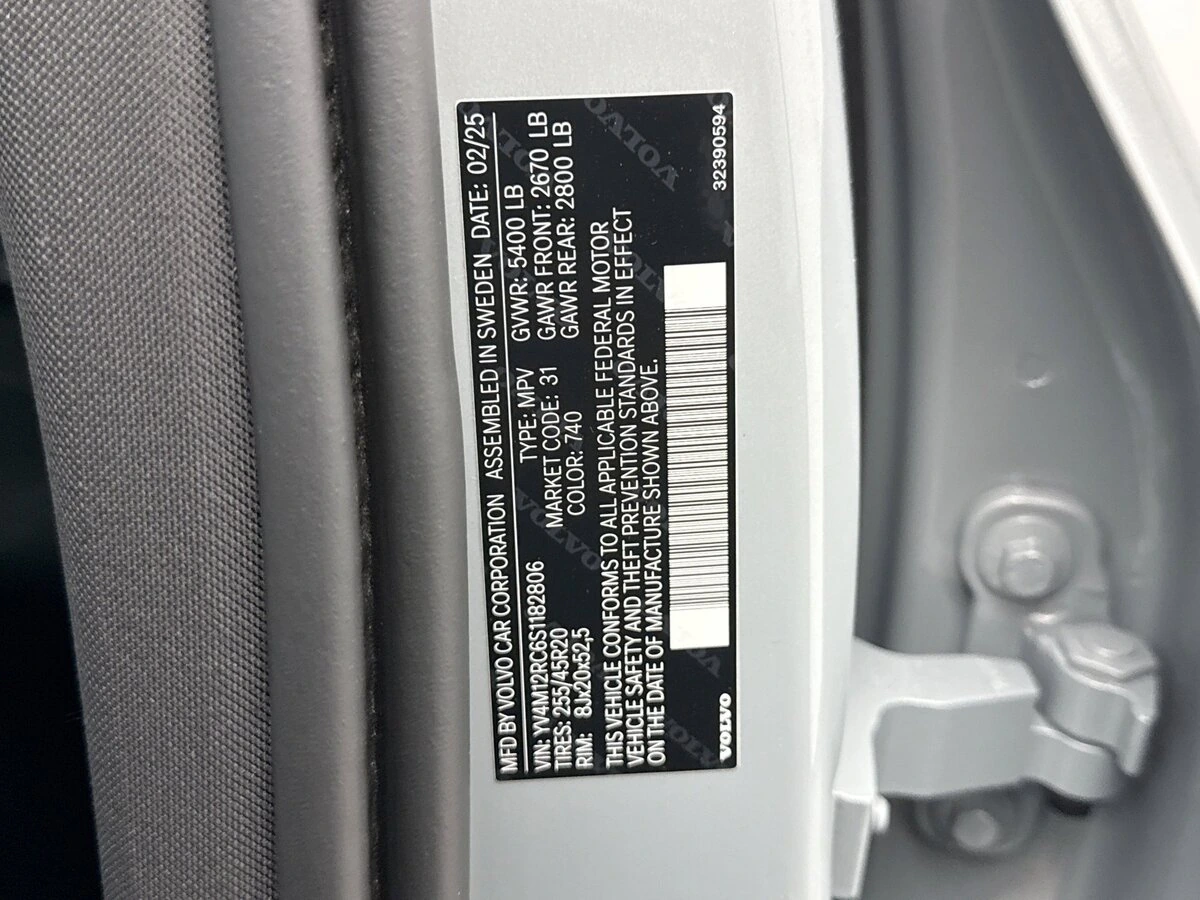 MFD BY VOLVO CAR CORPORATION ASSEMBLED IN SWEDEN DATE: 02/25
VIN: YV4M12RC6S1182806 TYPE: MPV GVWR: 5400 LB
TIRES: 255/45R20 MARKET CODE: 31 GAWR FRONT: 2670 LB
RIM: 8Jx20x52,5 COLOR: 740 GAWR REAR: 2800 LB
THIS VEHICLE CONFORMS TO ALL APPLICABLE FEDERAL MOTOR
VEHICLE SAFETY AND THEFT PREVENTION STANDARDS IN EFFECT
ON THE DATE OF MANUFACTURE SHOWN ABOVE.
VOLVO 32390594